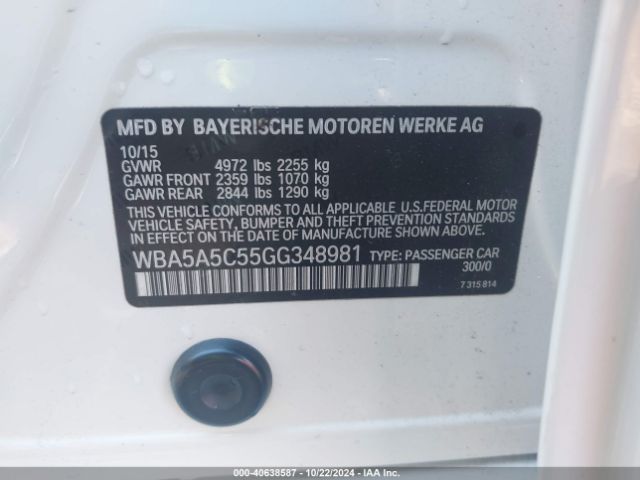 MFD BY BAYERISCHE MOTOREN WERKE AG
10/15
GVWR 4972 lbs 2255 kg
GAWR FRONT 2359 lbs 1070 kg
GAWR REAR 2844 lbs 1290 kg
THIS VEHICLE CONFORMS TO ALL APPLICABLE U.S.FEDERAL MOTOR
VEHICLE SAFETY, BUMPER AND THEFT PREVENTION STANDARDS
IN EFFECT ON THE DATE OF MANUFACTURE SHOWN ABOVE.
WBA5A5C55GG348981 TYPE: PASSENGER CAR
300/0
7 315 814
000-40638587 - 10/22/2024 - IAA Inc.